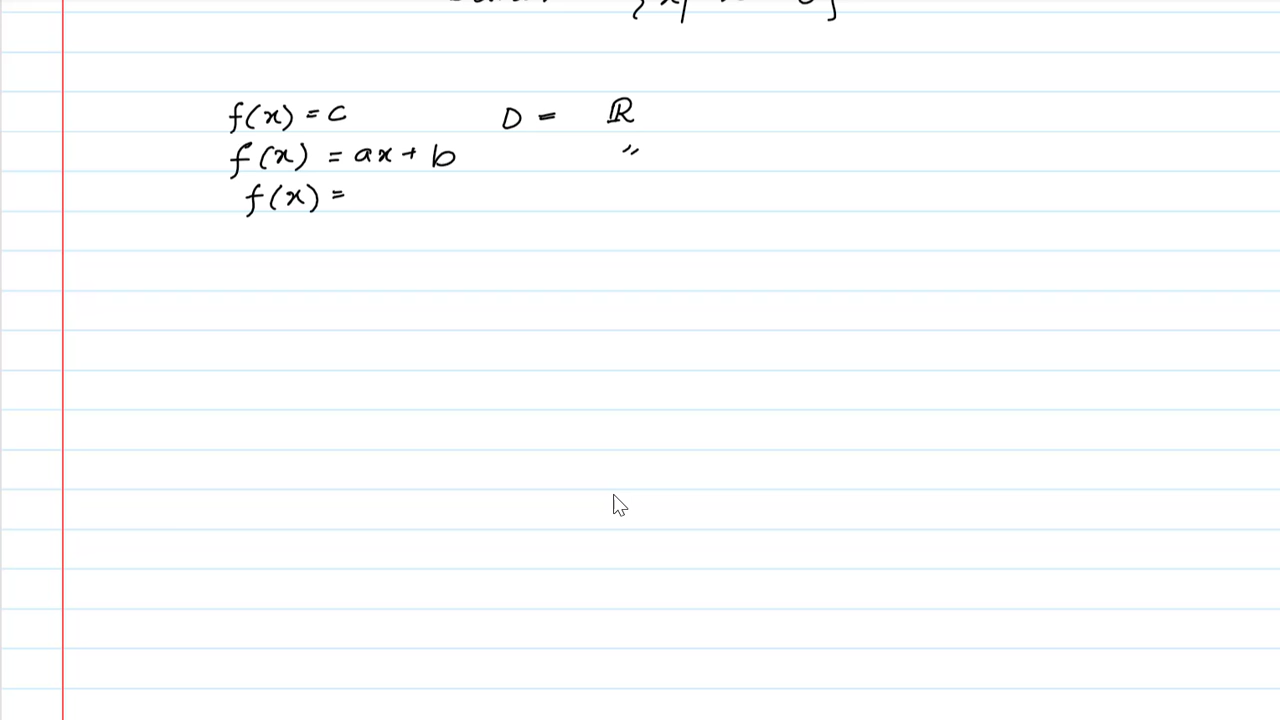 f(x) = c D = ℝ
f(x) = ax + b "
f(x) =